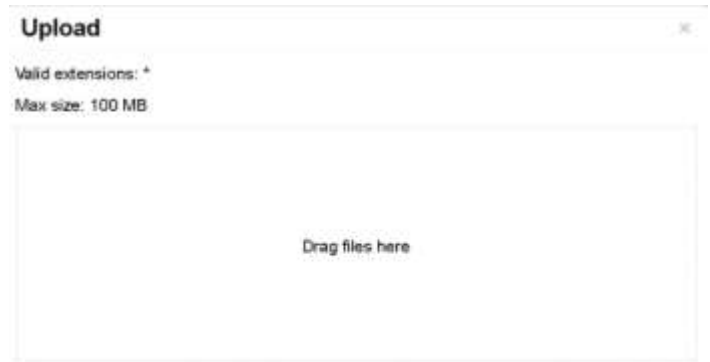 Upload
Valid extensions: *
Max size: 100 MB
Drag files here